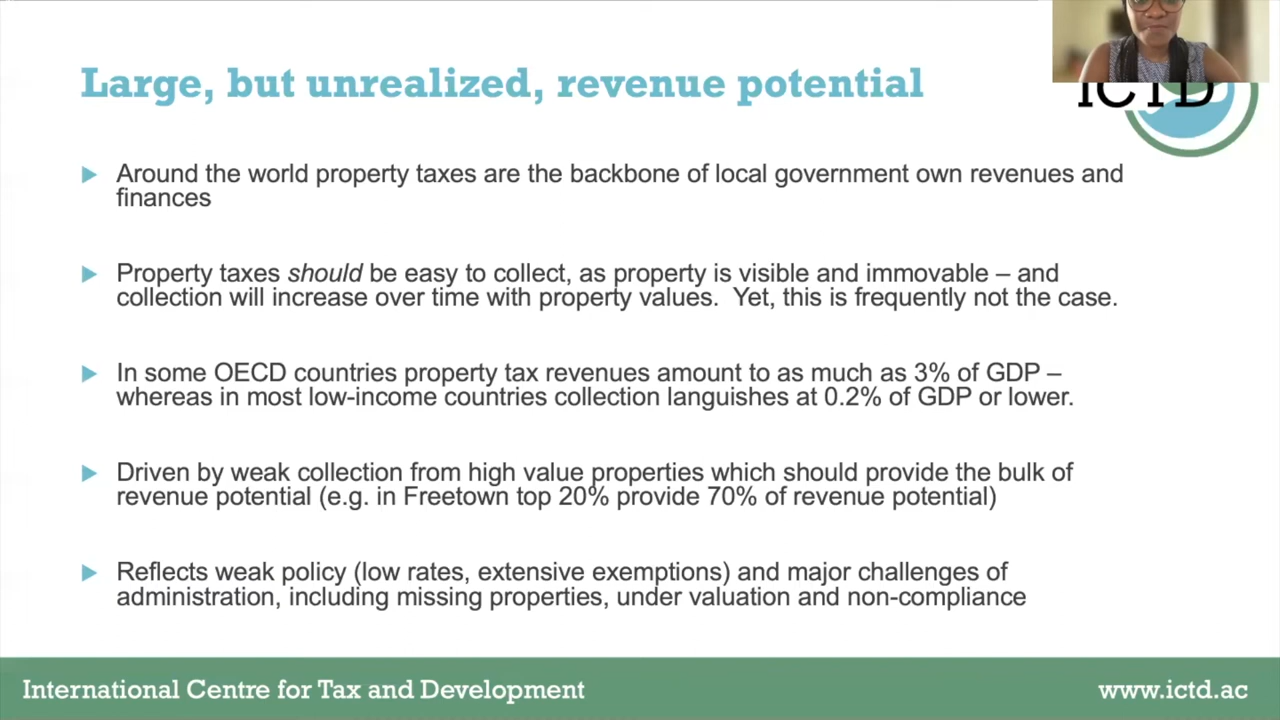 Large, but unrealized, revenue potential
ICTD
Around the world property taxes are the backbone of local government own revenues and
finances
Property taxes should be easy to collect, as property is visible and immovable – and
collection will increase over time with property values. Yet, this is frequently not the case.
In some OECD countries property tax revenues amount to as much as 3% of GDP –
whereas in most low-income countries collection languishes at 0.2% of GDP or lower.
Driven by weak collection from high value properties which should provide the bulk of
revenue potential (e.g. in Freetown top 20% provide 70% of revenue potential)
Reflects weak policy (low rates, extensive exemptions) and major challenges of
administration, including missing properties, under valuation and non-compliance
International Centre for Tax and Development
www.ictd.ac